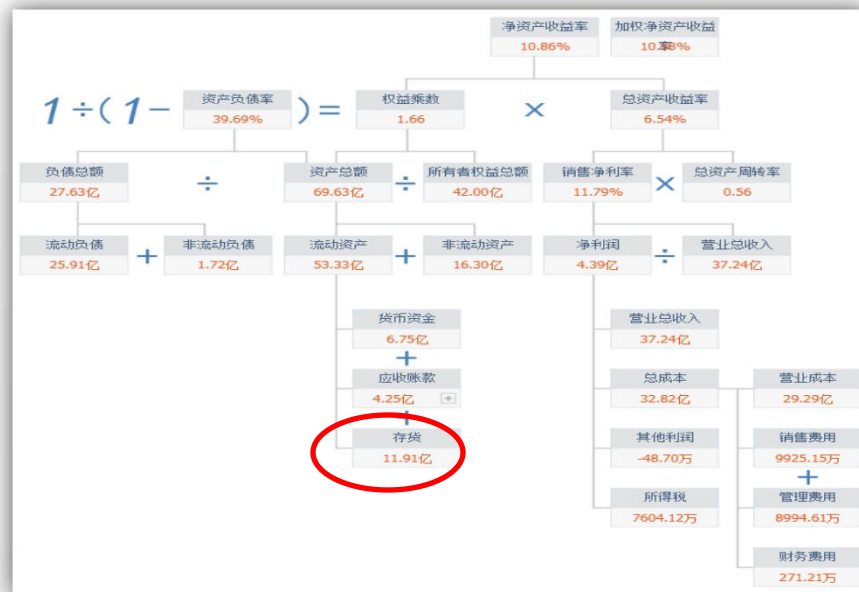 净资产收益率 加权净资产收益率
10.86% 10.38%
1÷(1- 资产负债率 )= 权益乘数 × 总资产收益率
39.69% 1.66 6.54%
负债总额 ÷ 资产总额 ÷ 所有者权益总额 销售净利率 × 总资产周转率
27.63亿 69.63亿 42.00亿 11.79% 0.56
流动负债 + 非流动负债 流动资产 + 非流动资产 净利润 ÷ 营业总收入
25.91亿 1.72亿 53.33亿 16.30亿 4.39亿 37.24亿
货币资金 营业总收入
6.75亿 37.24亿
+
应收账款 总成本 营业成本
4.25亿 + 32.82亿 29.29亿
+
存货 其他利润 销售费用
11.91亿 -48.70万 9925.15万
+
所得税 管理费用
7604.12万 8994.61万
财务费用
271.21万